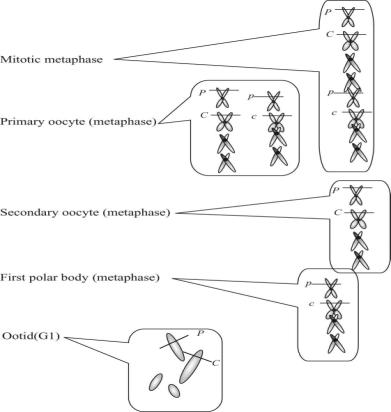 P
C
Mitotic metaphase
P p p
Primary oocyte (metaphase) C c c
P
Secondary oocyte (metaphase) C
First polar body (metaphase) p
c
Ootid(G1) P
C